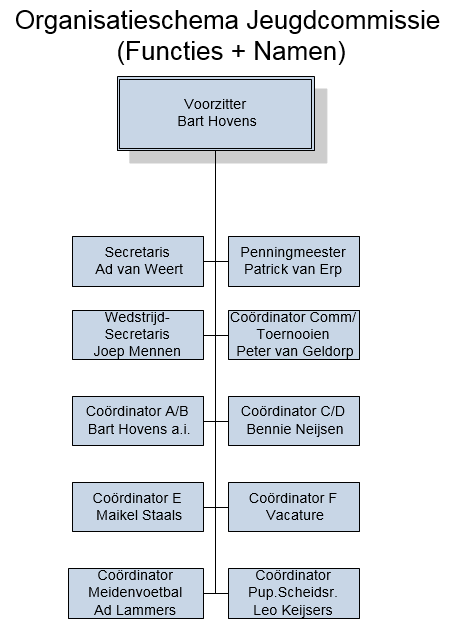 Organisatieschema Jeugdcommissie
(Functies + Namen)
Voorzitter
Bart Hovens
Secretaris
Ad van Weert
Penningmeester
Patrick van Erp
Wedstrijd-
Secretaris
Joep Mennen
Coördinator Comm/
Toernooien
Peter van Geldorp
Coördinator A/B
Bart Hovens a.i.
Coördinator C/D
Bennie Neijsen
Coördinator E
Maikel Staals
Coördinator F
Vacature
Coördinator
Meidenvoetbal
Ad Lammers
Coördinator
Pup.Scheidsr.
Leo Keijsers